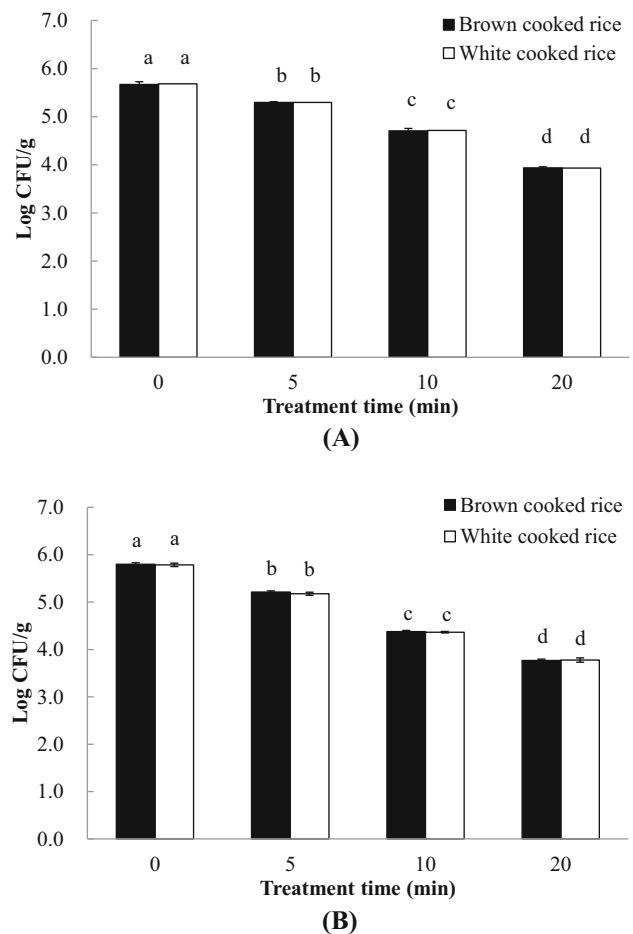 7.0
6.0
5.0
4.0
3.0
2.0
1.0
0.0
Log CFU/g
Brown cooked rice
White cooked rice
a a
b b
c c
d d
0 5 10 20
Treatment time (min)
(A)
7.0
6.0
5.0
4.0
3.0
2.0
1.0
0.0
Log CFU/g
Brown cooked rice
White cooked rice
a a
b b
c c
d d
0 5 10 20
Treatment time (min)
(B)